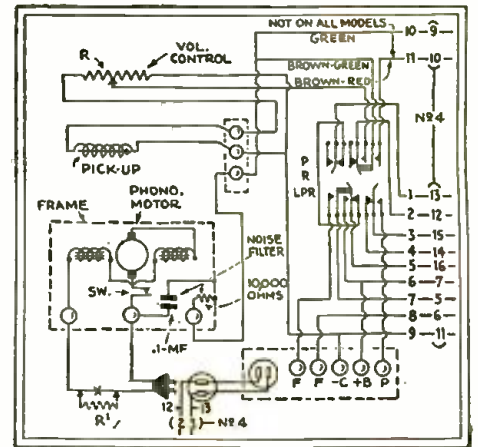 NOT ON ALL MODELS
GREEN
10 9
11 10
BROWN-GREEN
BROWN-RED
VOL.
CONTROL
R
Nº4
PICK-UP
P
R
LPR
1 13
2 12
3 15
4 14
5 16
6 7
7 5
8 6
9 11
FRAME
PHONO.
MOTOR
NOISE
FILTER
SW.
10,000
OHMS
.1-MF
F F -C +B P
R'
12 13
(2 1) Nº4